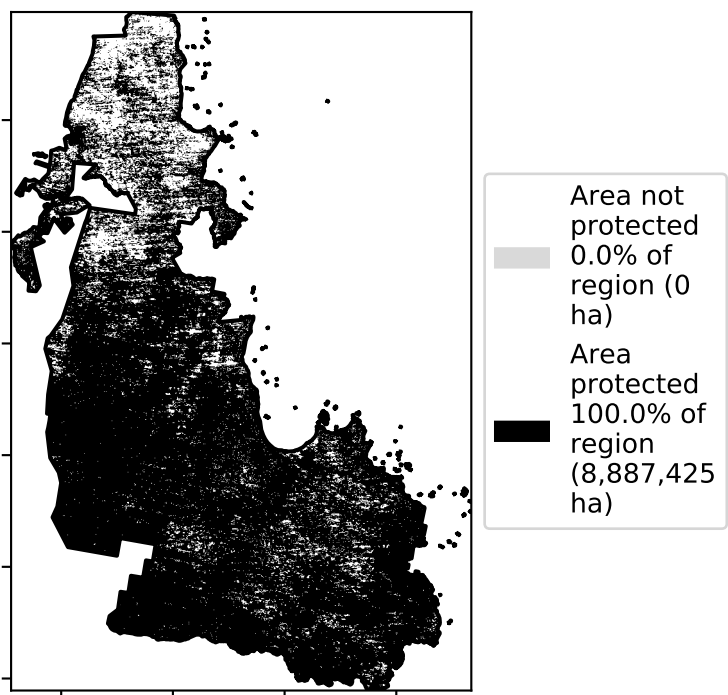 Area not
protected
0.0% of
region (0
ha)
Area
protected
100.0% of
region
(8,887,425
ha)